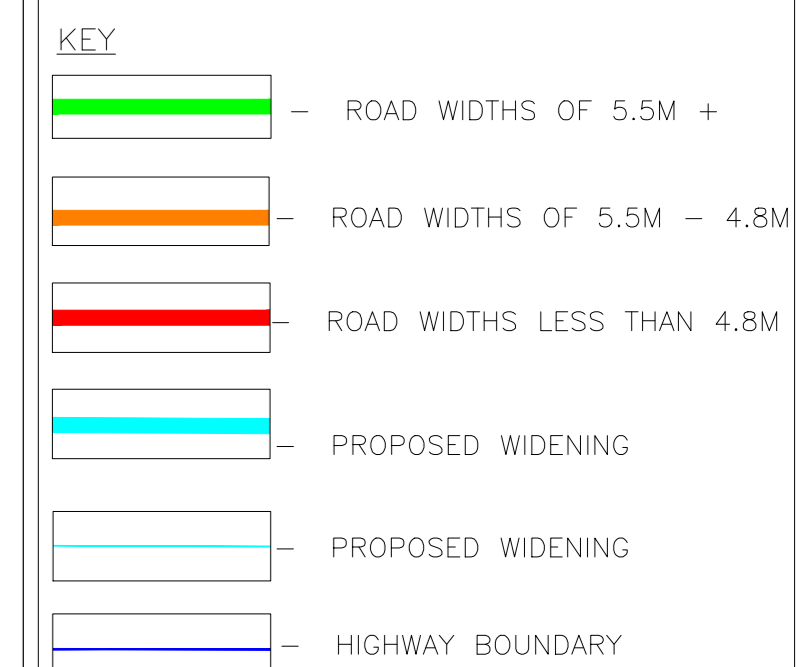 KEY
– ROAD WIDTHS OF 5.5M +
– ROAD WIDTHS OF 5.5M – 4.8M
– ROAD WIDTHS LESS THAN 4.8M
– PROPOSED WIDENING
– PROPOSED WIDENING
– HIGHWAY BOUNDARY